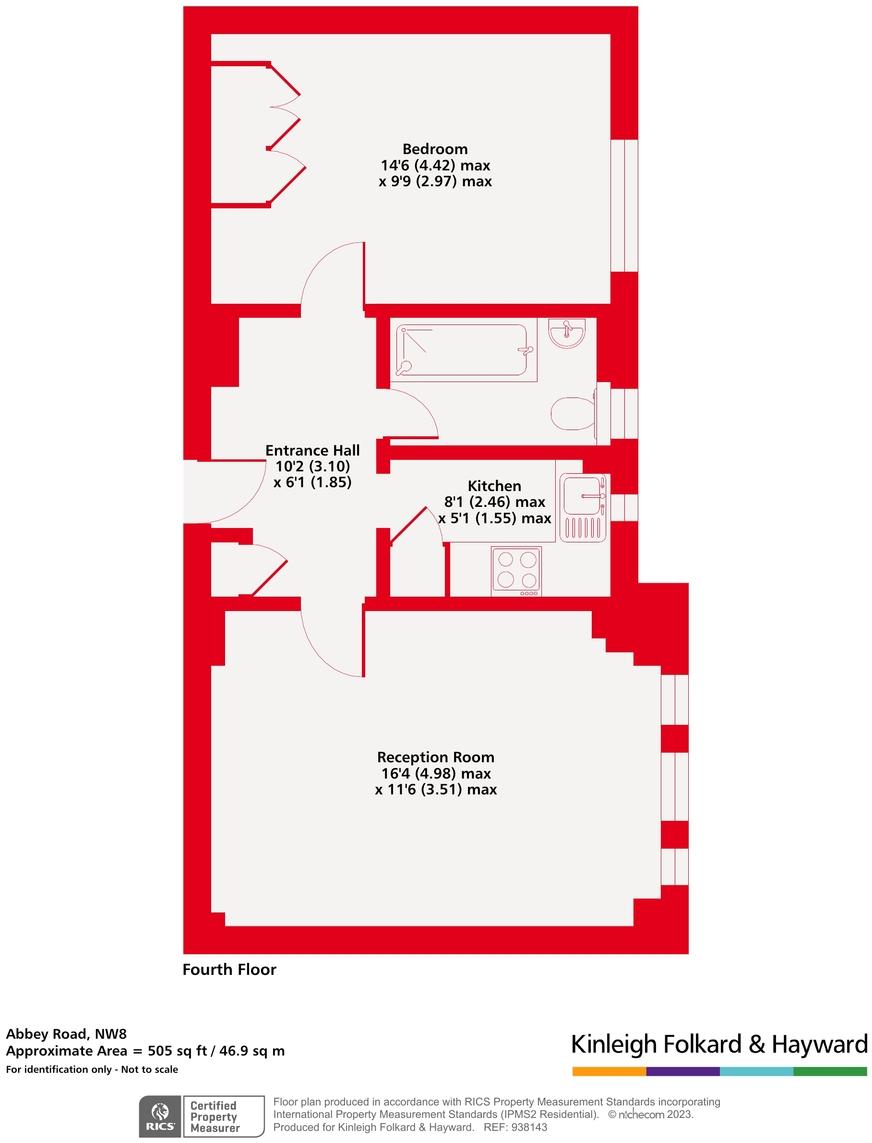 Bedroom
14'6 (4.42) max
x 9'9 (2.97) max
Entrance Hall
10'2 (3.10)
x 6'1 (1.85)
Kitchen
8'1 (2.46) max
x 5'1 (1.55) max
Reception Room
16'4 (4.98) max
x 11'6 (3.51) max
Fourth Floor
Abbey Road, NW8
Approximate Area = 505 sq ft / 46.9 sq m
For identification only - Not to scale
Kinleigh Folkard & Hayward
RICS
Certified
Property
Measurer
Floor plan produced in accordance with RICS Property Measurement Standards incorporating
International Property Measurement Standards (IPMS2 Residential). © nichecom 2023.
Produced for Kinleigh Folkard & Hayward. REF: 938143